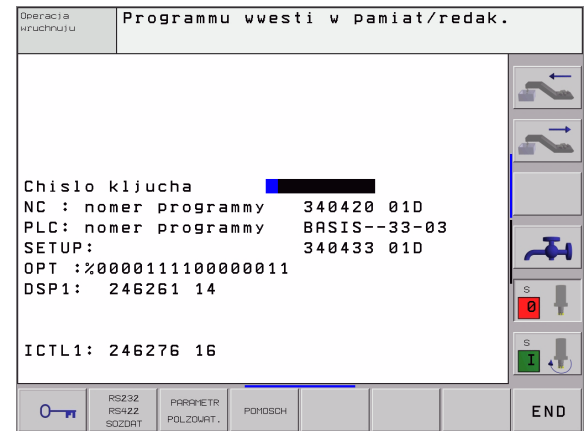 Operacja
wruchnuju
Programmu wwesti w pamiat/redak.
Chislo kljucha
NC : nomer programmy 340420 01D
PLC: nomer programmy BASIS--33-03
SETUP: 340433 01D
OPT :%00001111100000011
DSP1: 246261 14
ICTL1: 246276 16
S
0
S
I
RS232
RS422
SOZDAT
PARAMETR
POLZOWAT.
POMOSCH
END